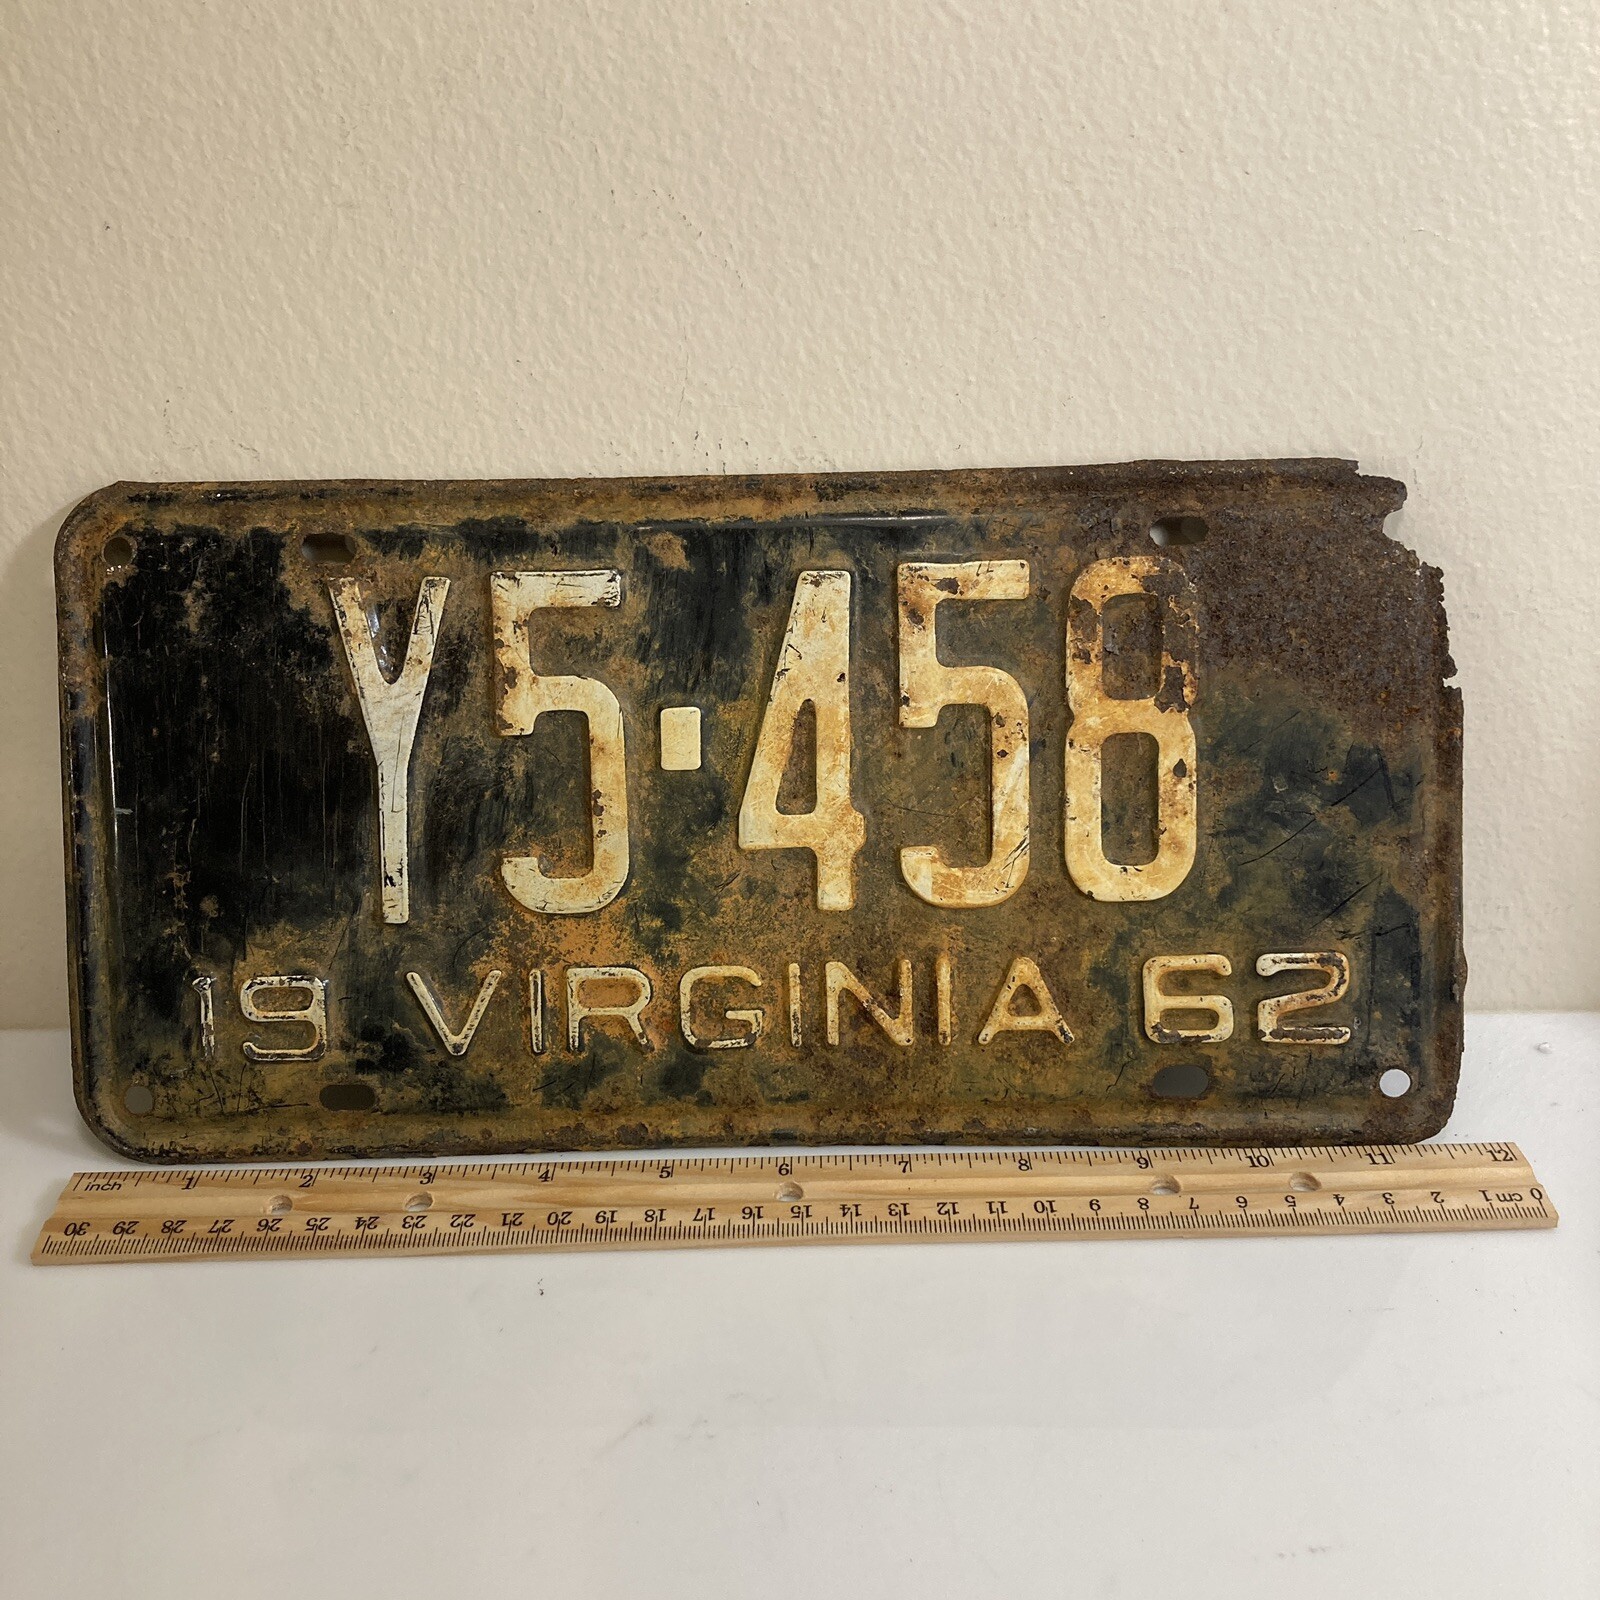 Y5·458
19 VIRGINIA 62
inch 1 2 3 4 5 6 7 8 9 10 11 12
30 29 28 27 26 25 24 23 22 21 20 19 18 17 16 15 14 13 12 11 10 9 8 7 6 5 4 3 2 1 cm 0